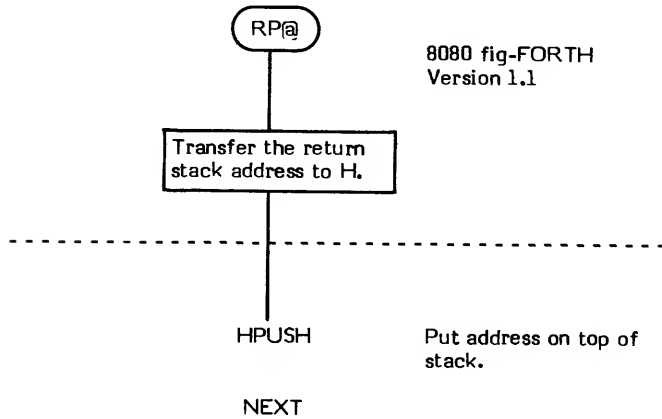 RP@
8080 fig-FORTH
Version 1.1
Transfer the return
stack address to H.
HPUSH
Put address on top of
stack.
NEXT